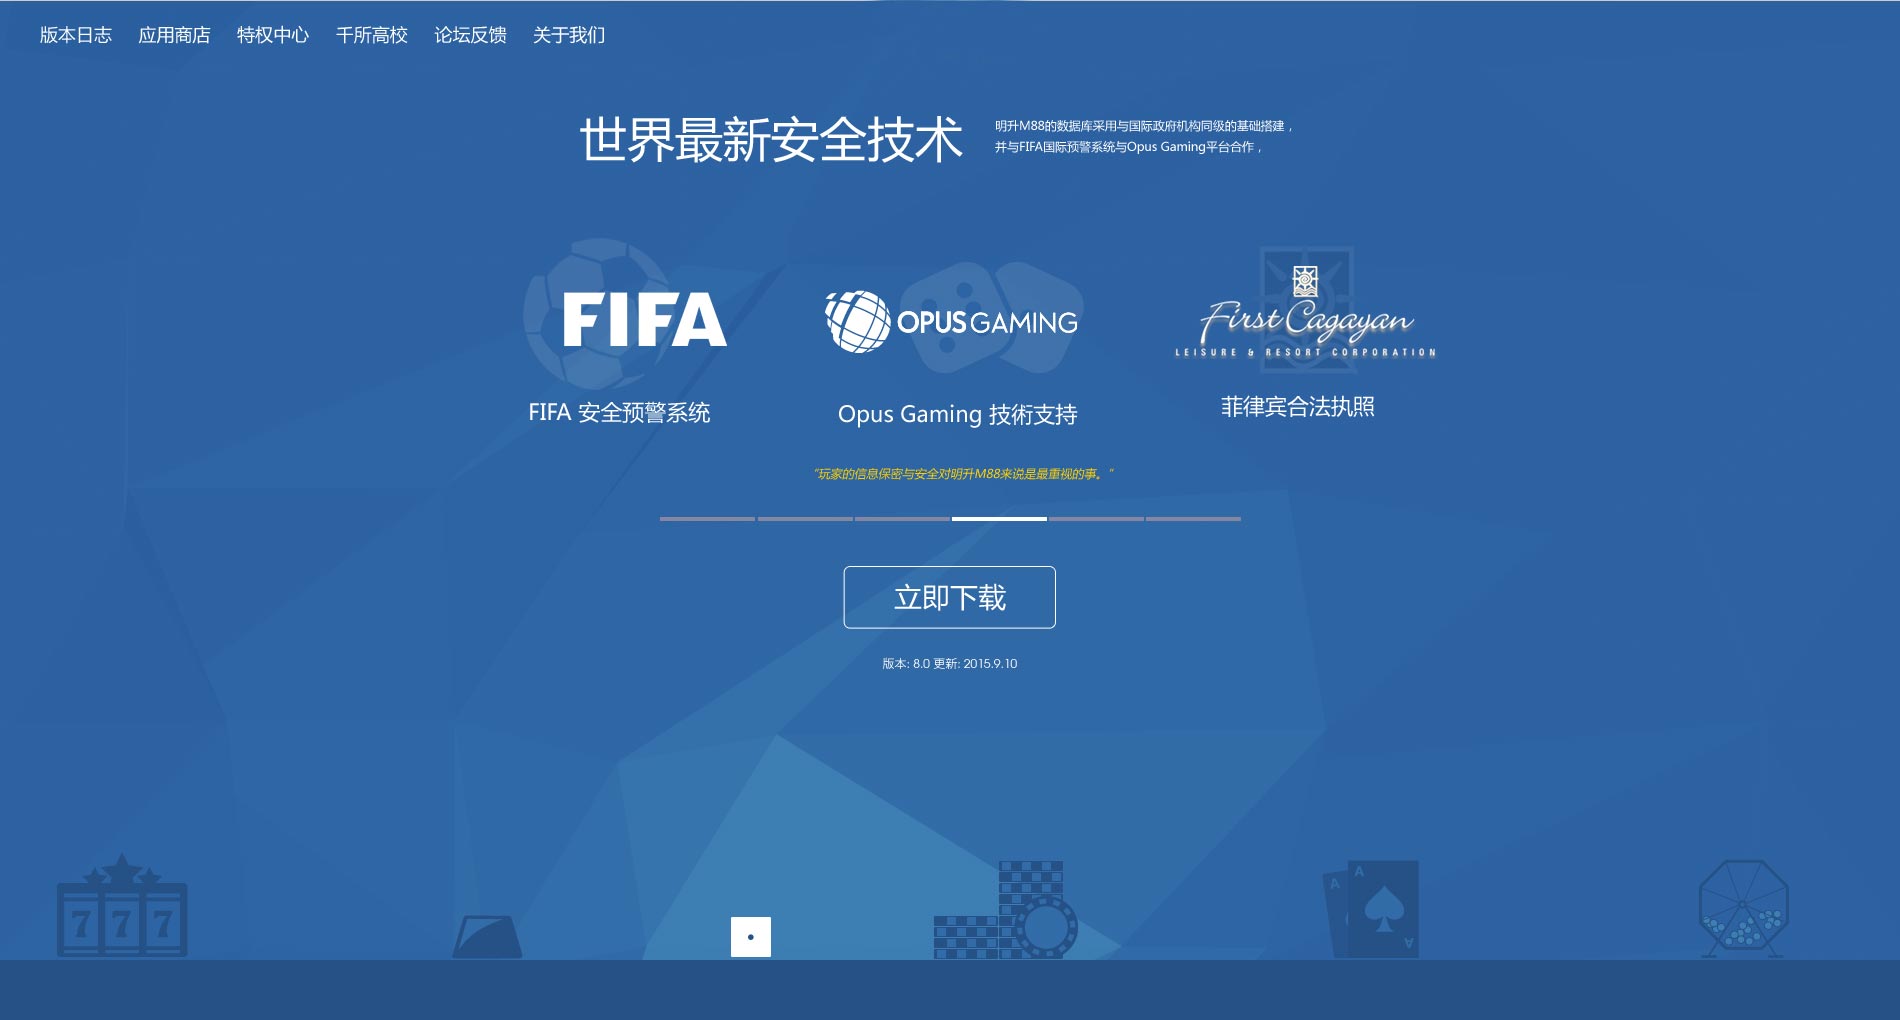 版本日志 应用商店 特权中心 千所高校 论坛反馈 关于我们
世界最新安全技术
明升M88的数据库采用与国际政府机构同级的基础搭建，
并与FIFA国际预警系统与Opus Gaming平台合作，
FIFA
OPUS GAMING
First Cagayan
LEISURE & RESORT CORPORATION
FIFA 安全预警系统
Opus Gaming 技術支持
菲律宾合法执照
“玩家的信息保密与安全对明升M88来说是最重视的事。”
立即下载
版本: 8.0 更新: 2015.9.10
7 7 7
A A
A